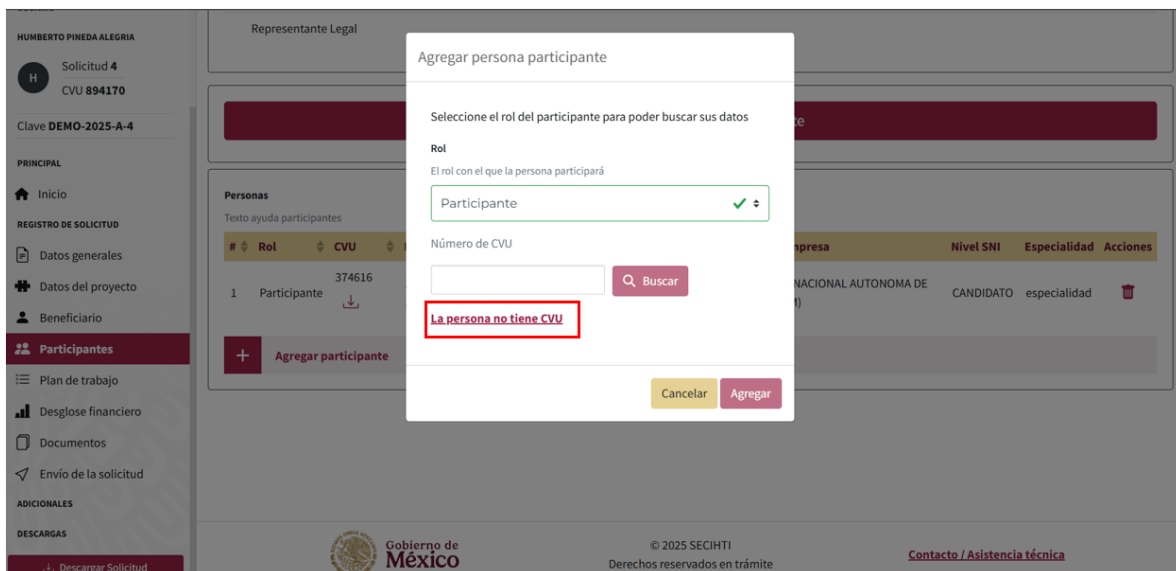 HUMBERTO PINEDA ALEGRIA
H
Solicitud 4
CVU 894170
Clave DEMO-2025-A-4
PRINCIPAL
Inicio
REGISTRO DE SOLICITUD
Datos generales
Datos del proyecto
Beneficiario
Participantes
Plan de trabajo
Desglose financiero
Documentos
Envío de la solicitud
ADICIONALES
DESCARGAS
Descargar Solicitud
Representante Legal
Personas
Texto ayuda participantes
# Rol CVU
mpresa Nivel SNI Especialidad Acciones
1 Participante 374616
NACIONAL AUTONOMA DE
CANDIDATO especialidad
+ Agregar participante
Agregar persona participante
Seleccione el rol del participante para poder buscar sus datos
Rol
El rol con el que la persona participará
Participante
Número de CVU
Buscar
La persona no tiene CVU
Cancelar Agregar
Gobierno de
México
© 2025 SECIHTI
Derechos reservados en trámite
Contacto / Asistencia técnica